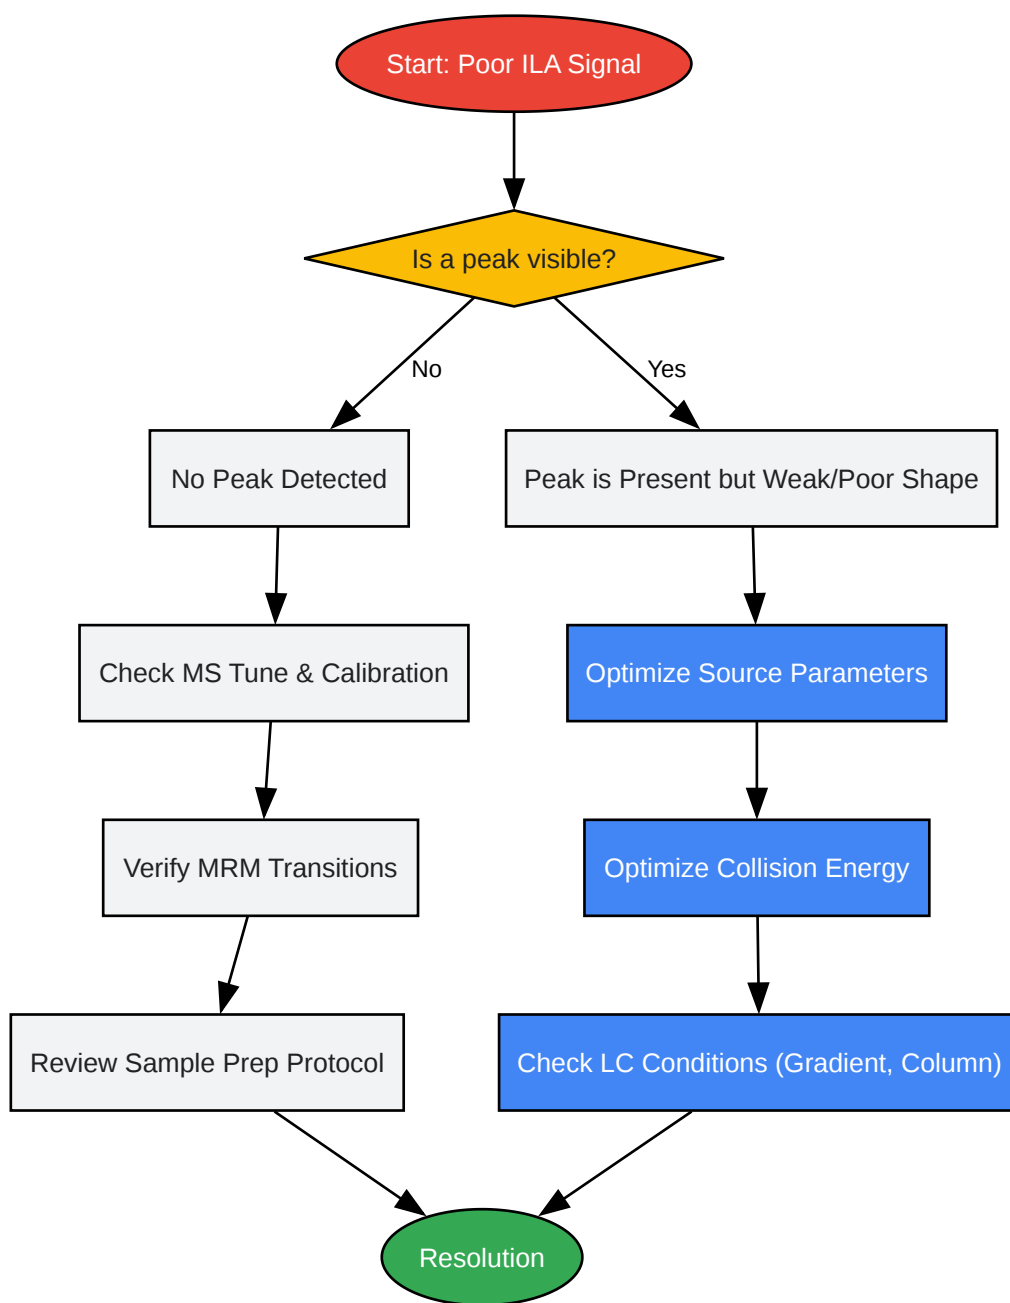 Start: Poor ILA Signal
Is a peak visible?
No
Yes
No Peak Detected
Peak is Present but Weak/Poor Shape
Check MS Tune & Calibration
Optimize Source Parameters
Verify MRM Transitions
Optimize Collision Energy
Review Sample Prep Protocol
Check LC Conditions (Gradient, Column)
Resolution